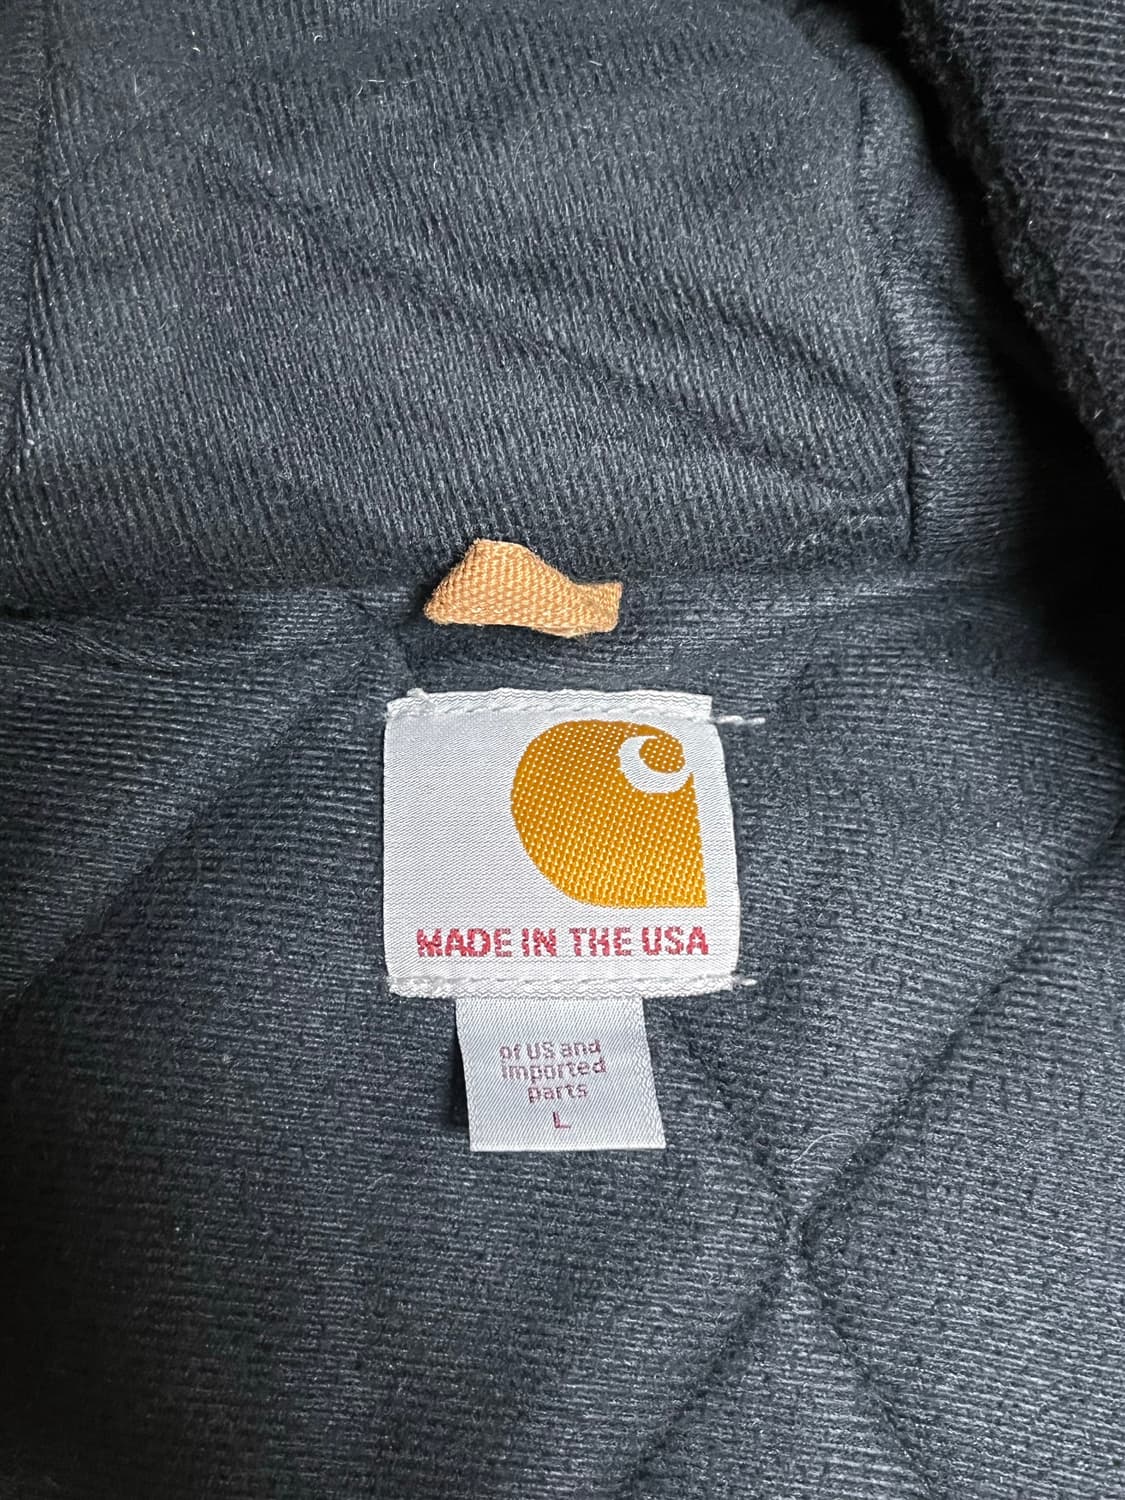 MADE IN THE USA
of US and
imported
parts
L